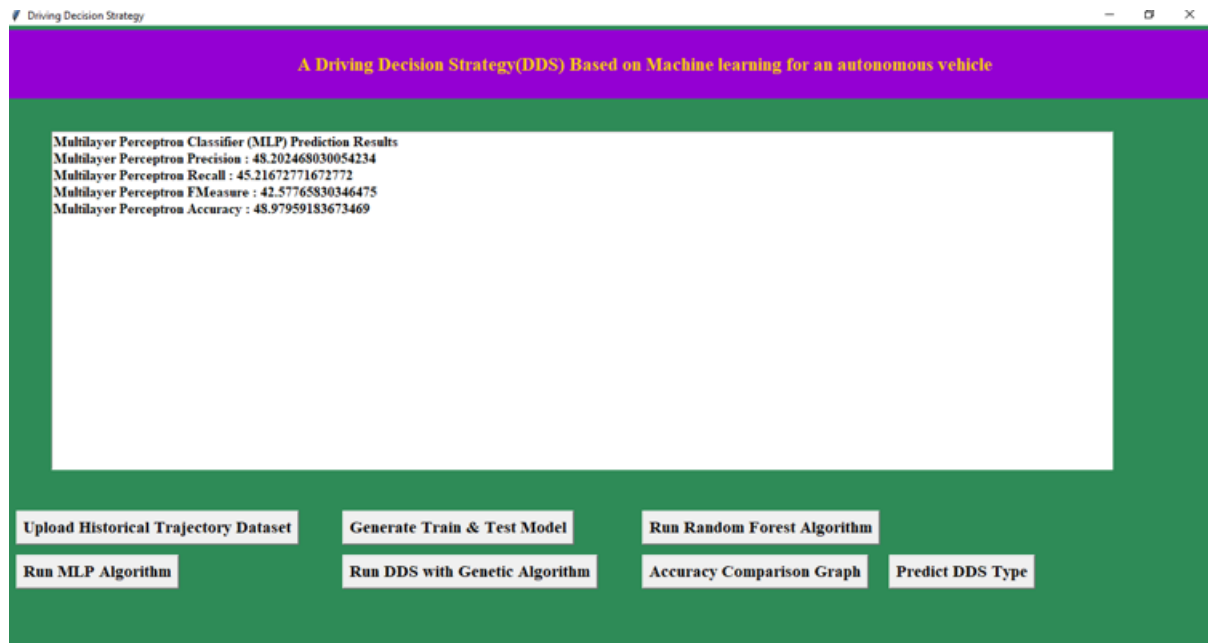 Driving Decision Strategy
A Driving Decision Strategy(DDS) Based on Machine learning for an autonomous vehicle
Multilayer Perceptron Classifier (MLP) Prediction Results
Multilayer Perceptron Precision : 48.202468030054234
Multilayer Perceptron Recall : 45.21672771672772
Multilayer Perceptron FMeasure : 42.57765830346475
Multilayer Perceptron Accuracy : 48.97959183673469
Upload Historical Trajectory Dataset
Generate Train & Test Model
Run Random Forest Algorithm
Run MLP Algorithm
Run DDS with Genetic Algorithm
Accuracy Comparison Graph
Predict DDS Type